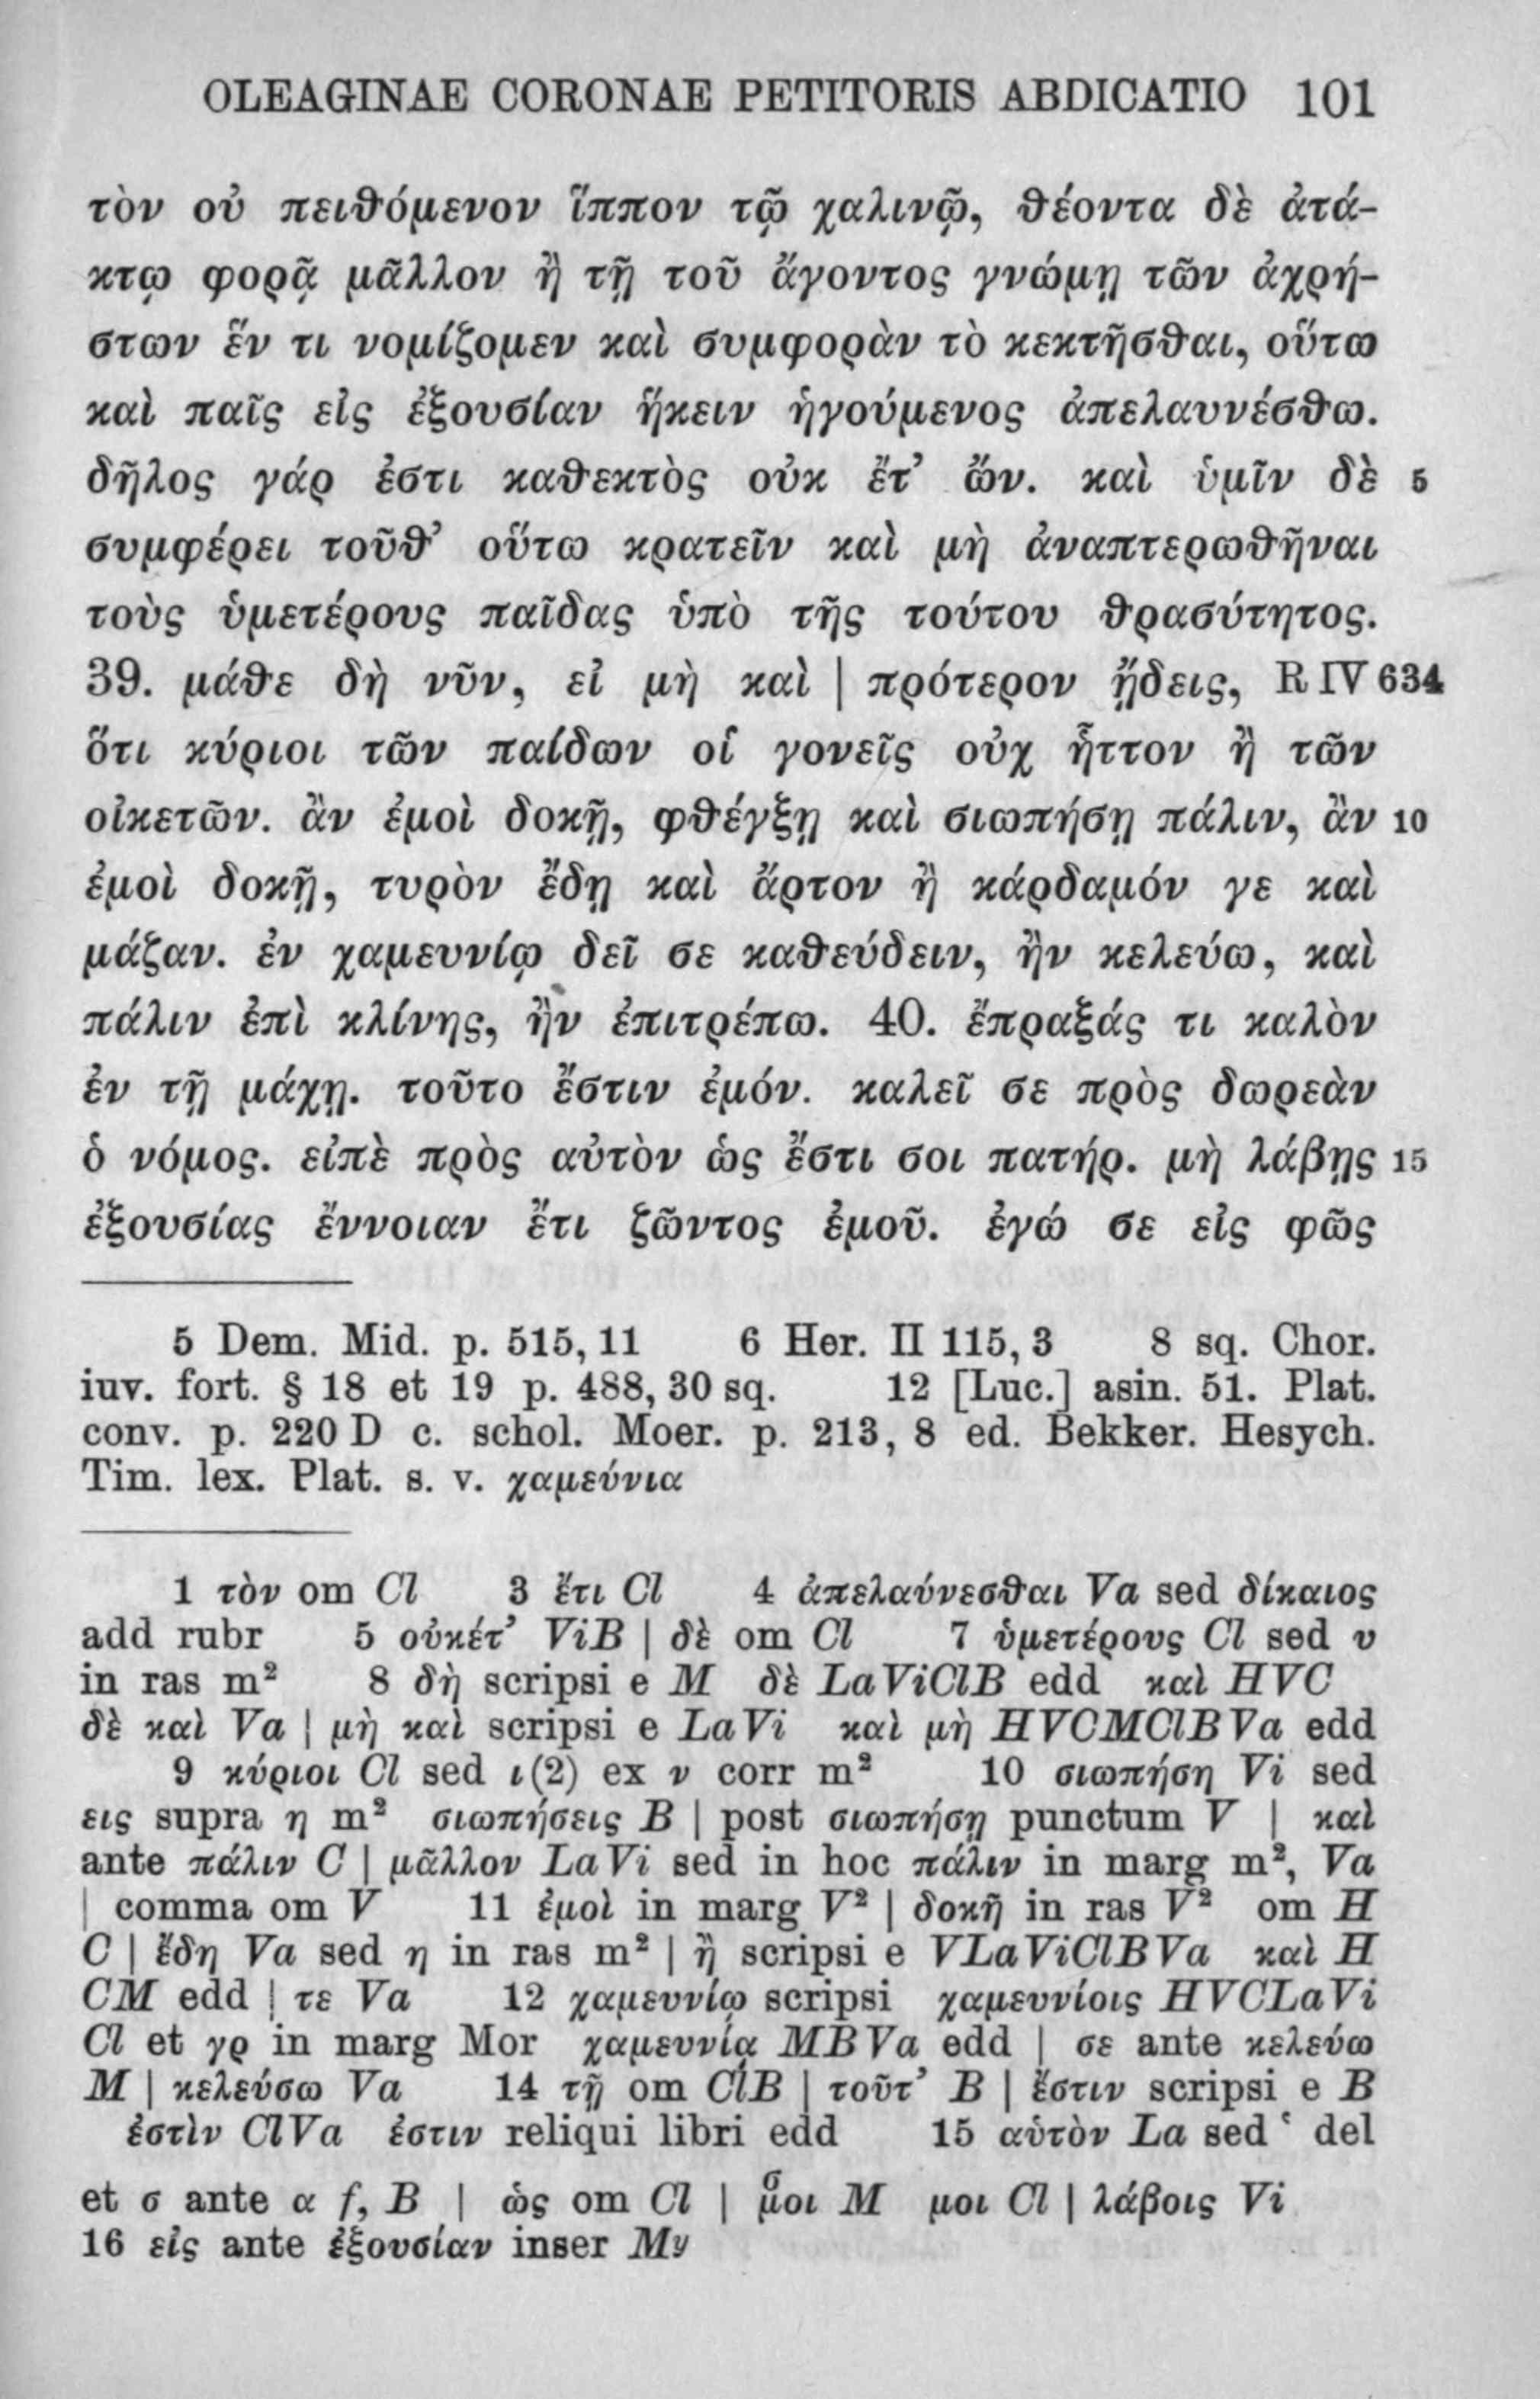 OLEAGINAE CORONAE PETITORIS ABDICATIO 101
τὸν οὐ πειθόμενον ἵππον τῷ χαλινῷ, θέοντα δὲ ἀτά-
κτῳ φορᾷ μᾶλλον ἢ τῇ τοῦ ἄγοντος γνώμῃ τῶν ἀχρή-
στων ἕν τι νομίζομεν καὶ συμφορὰν τὸ κεκτῆσθαι, οὕτω
καὶ παῖς εἰς ἐξουσίαν ἥκειν ἡγούμενος ἀπελαυνέσθω.
δῆλος γάρ ἐστι καθεκτὸς οὐκ ἔτ’ ὤν. καὶ ὑμῖν δὲ 5
συμφέρει τοῦθ’ οὕτω κρατεῖν καὶ μὴ ἀναπτερωθῆναι
τοὺς ὑμετέρους παῖδας ὑπὸ τῆς τούτου θρασύτητος.
39. μάθε δὴ νῦν, εἰ μὴ καὶ | πρότερον ᾔδεις, R IV 634
ὅτι κύριοι τῶν παίδων οἱ γονεῖς οὐχ ἧττον ἢ τῶν
οἰκετῶν. ἂν ἐμοὶ δοκῇ, φθέγξῃ καὶ σιωπήσῃ πάλιν, ἂν 10
ἐμοὶ δοκῇ, τυρὸν ἔδῃ καὶ ἄρτον ἢ κάρδαμόν γε καὶ
μάζαν. ἐν χαμευνίῳ δεῖ σε καθεύδειν, ἢν κελεύω, καὶ
πάλιν ἐπὶ κλίνης, ἢν ἐπιτρέπω. 40. ἔπραξάς τι καλὸν
ἐν τῇ μάχῃ. τοῦτο ἔστιν ἐμόν. καλεῖ σε πρὸς δωρεὰν
ὁ νόμος. εἰπὲ πρὸς αὐτὸν ὡς ἔστι σοι πατήρ. μὴ λάβῃς 15
ἐξουσίας ἔννοιαν ἔτι ζῶντος ἐμοῦ. ἐγώ σε εἰς φῶς
5 Dem. Mid. p. 515, 11 6 Her. II 115, 3 8 sq. Chor.
iuv. fort. § 18 et 19 p. 488, 30 sq. 12 [Luc.] asin. 51. Plat.
conv. p. 220 D c. schol. Moer. p. 213, 8 ed. Bekker. Hesych.
Tim. lex. Plat. s. v. χαμεύνια
1 τὸν om Cl 3 ἔτι Cl 4 ἀπελαύνεσθαι Va sed δίκαιος
add rubr 5 οὐκέτ’ ViB | δὲ om Cl 7 ὑμετέρους Cl sed υ
in ras m² 8 δὴ scripsi e M δὲ LaViClB edd καὶ HVC
δὲ καὶ Va | μὴ καὶ scripsi e LaVi καὶ μὴ HVCMClBVa edd
9 κύριοι Cl sed ι(2) ex ν corr m² 10 σιωπήση Vi sed
εις supra η m² σιωπήσεις B | post σιωπήσῃ punctum V | καὶ
ante πάλιν C | μᾶλλον LaVi sed in hoc πάλιν in marg m², Va
| comma om V 11 ἐμοὶ in marg V² | δοκῆ in ras V² om H
C | ἔδη Va sed η in ras m² | ἢ scripsi e VLaViClBVa καὶ H
CM edd | τε Va 12 χαμευνίῳ scripsi χαμευνίοις HVCLaVi
Cl et γρ in marg Mor χαμευνίᾳ MBVa edd | σε ante κελεύω
M | κελεύσω Va 14 τῇ om ClB | τοῦτ’ B | ἔστιν scripsi e B
ἐστὶν ClVa ἐστιν reliqui libri edd 15 αὑτὸν La sed ‛ del
et σ ante α f, B | ὡς om Cl | μ̋οι M μοι Cl | λάβοις Vi
16 εἰς ante ἐξουσίαν inser My